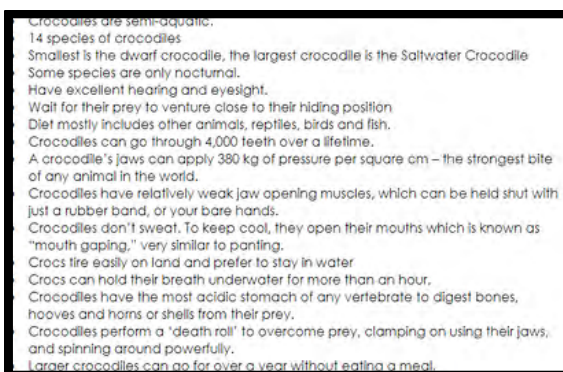 Crocodiles are semi-aquatic.
14 species of crocodiles
Smallest is the dwarf crocodile, the largest crocodile is the Saltwater Crocodile
Some species are only nocturnal.
Have excellent hearing and eyesight.
Wait for their prey to venture close to their hiding position
Diet mostly includes other animals, reptiles, birds and fish.
Crocodiles can go through 4,000 teeth over a lifetime.
A crocodile's jaws can apply 380 kg of pressure per square cm – the strongest bite
of any animal in the world.
Crocodiles have relatively weak jaw opening muscles, which can be held shut with
just a rubber band, or your bare hands.
Crocodiles don't sweat. To keep cool, they open their mouths which is known as
"mouth gaping," very similar to panting.
Crocs tire easily on land and prefer to stay in water
Crocs can hold their breath underwater for more than an hour.
Crocodiles have the most acidic stomach of any vertebrate to digest bones,
hooves and horns or shells from their prey.
Crocodiles perform a 'death roll' to overcome prey, clamping on using their jaws,
and spinning around powerfully.
Larger crocodiles can go for over a year without eating a meal.